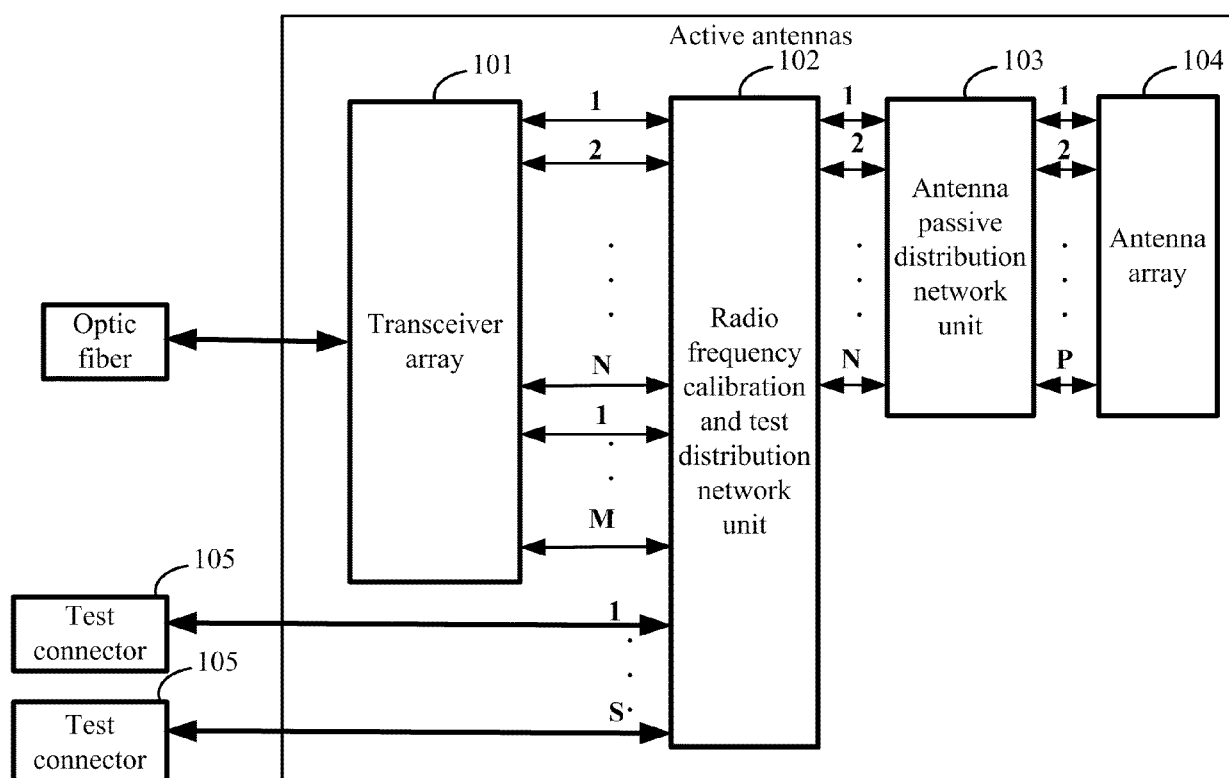 Active antennas
101
102
103
104
1
2
N
1
M
1
2
N
1
2
P
Optic
fiber
Transceiver
array
Radio
frequency
calibration
and test
distribution
network
unit
Antenna
passive
distribution
network
unit
Antenna
array
105
Test
connector
1
105
Test
connector
S